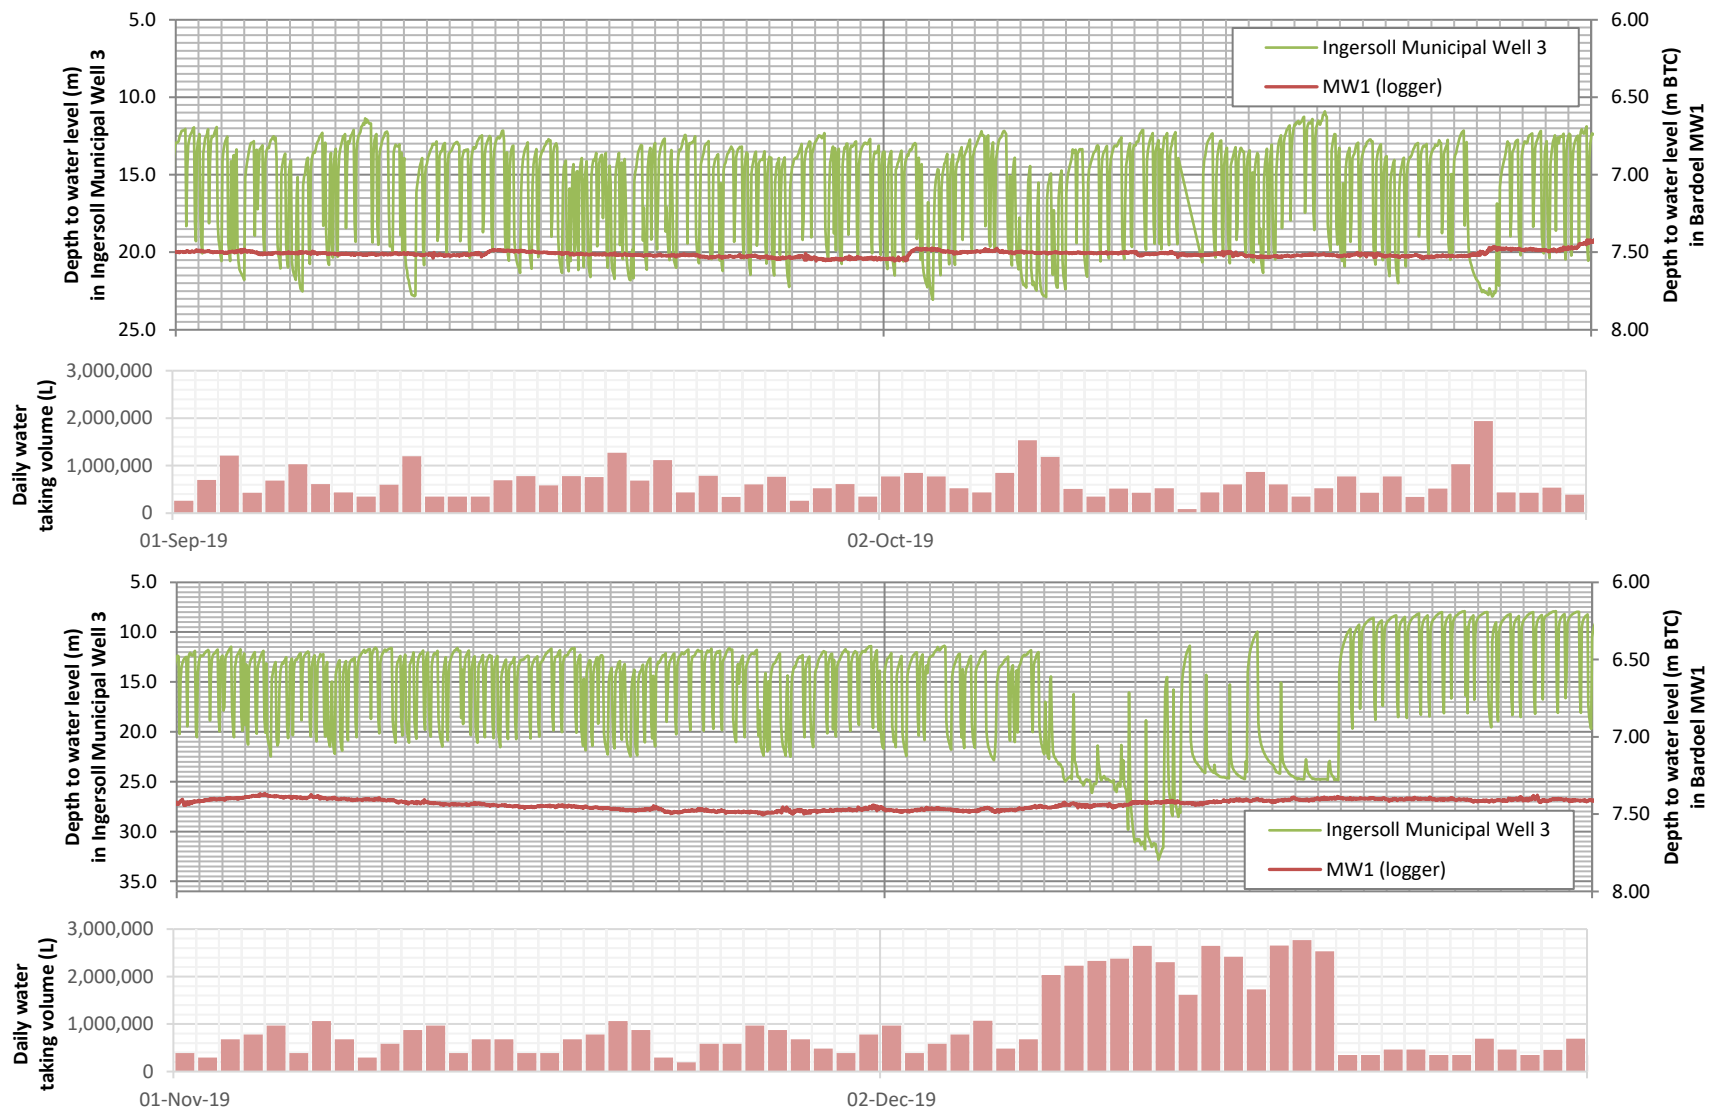 Depth to water level (m)
in Ingersoll Municipal Well 3
5.0
10.0
15.0
20.0
25.0
6.00
6.50
7.00
7.50
8.00
Depth to water level (m BTC)
in Bardoel MW1
Ingersoll Municipal Well 3
MW1 (logger)
Daily water
taking volume (L)
3,000,000
2,000,000
1,000,000
0
01-Sep-19
02-Oct-19
Depth to water level (m)
in Ingersoll Municipal Well 3
5.0
10.0
15.0
20.0
25.0
30.0
35.0
6.00
6.50
7.00
7.50
8.00
Depth to water level (m BTC)
in Bardoel MW1
Ingersoll Municipal Well 3
MW1 (logger)
Daily water
taking volume (L)
3,000,000
2,000,000
1,000,000
0
01-Nov-19
02-Dec-19